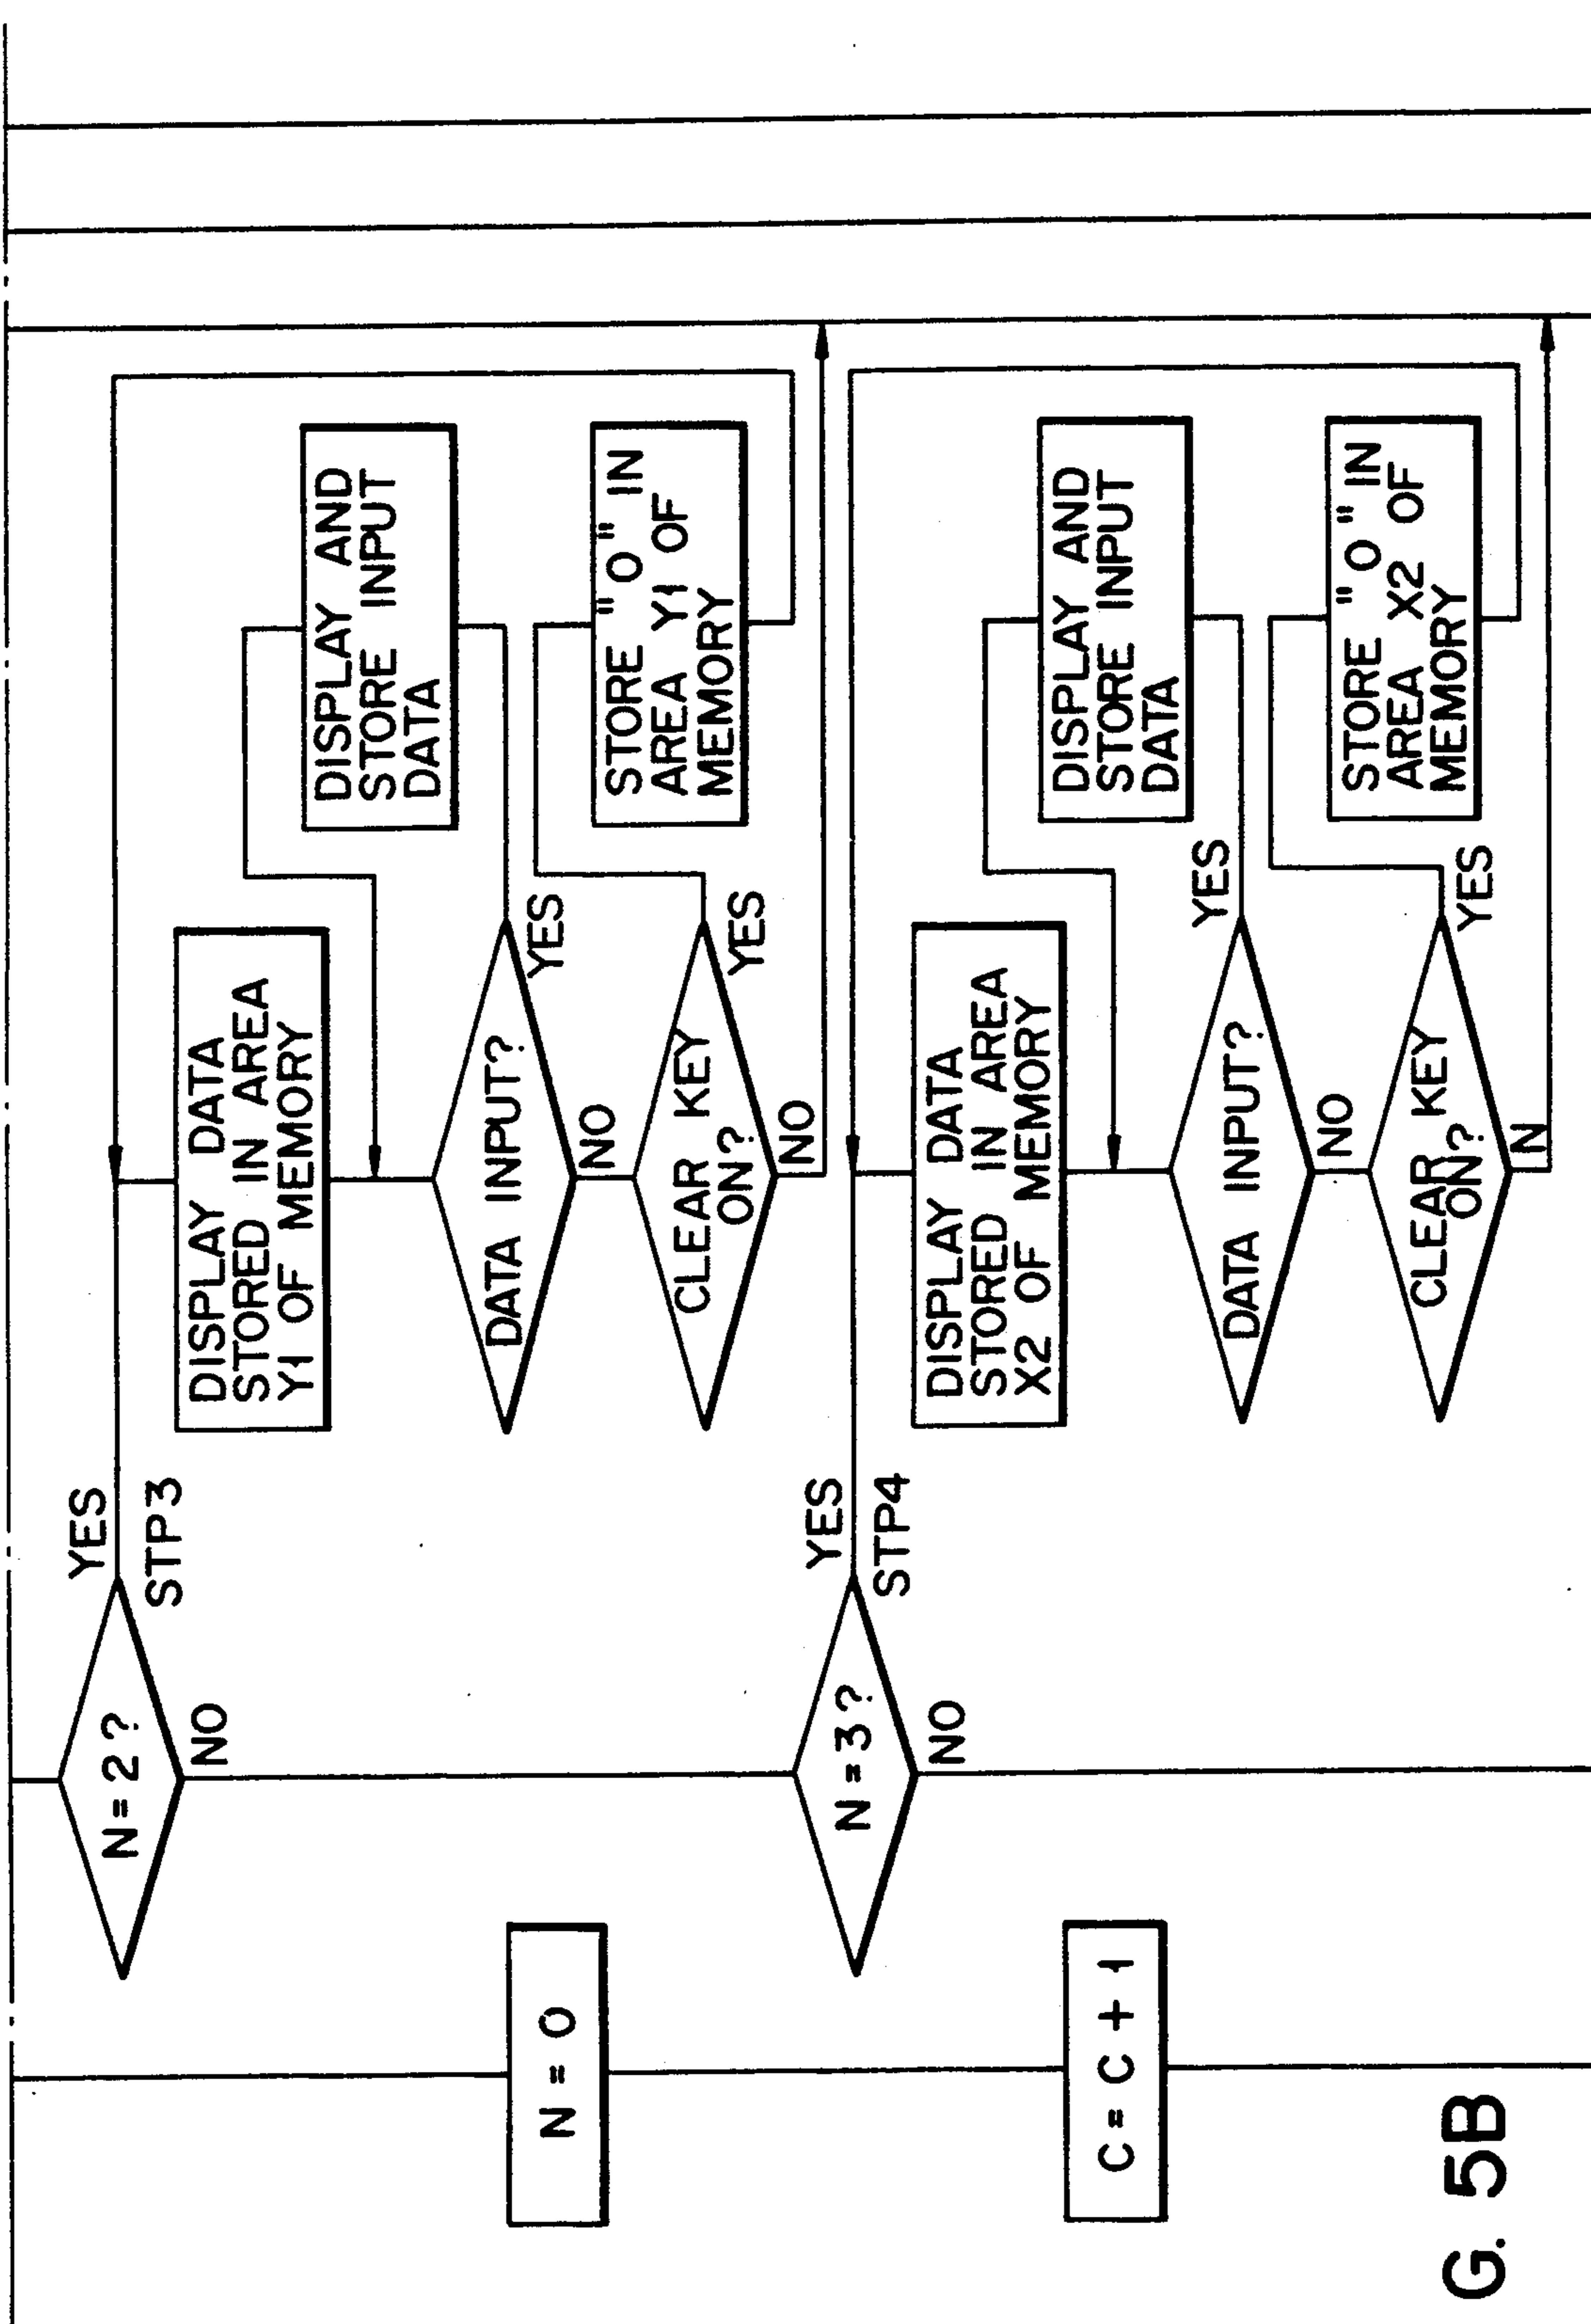 N=2?
YES
STP3
NO
DISPLAY DATA
STORED IN AREA
Y1 OF MEMORY
DATA INPUT?
YES
NO
DISPLAY AND
STORE INPUT
DATA
CLEAR KEY
ON?
YES
NO
STORE "O" IN
AREA Y1 OF
MEMORY
N = 0
N=3?
YES
STP4
NO
DISPLAY DATA
STORED IN AREA
X2 OF MEMORY
DATA INPUT?
YES
NO
DISPLAY AND
STORE INPUT
DATA
CLEAR KEY
ON?
YES
N
STORE "O" IN
AREA X2 OF
MEMORY
C = C + 1
G. 5B